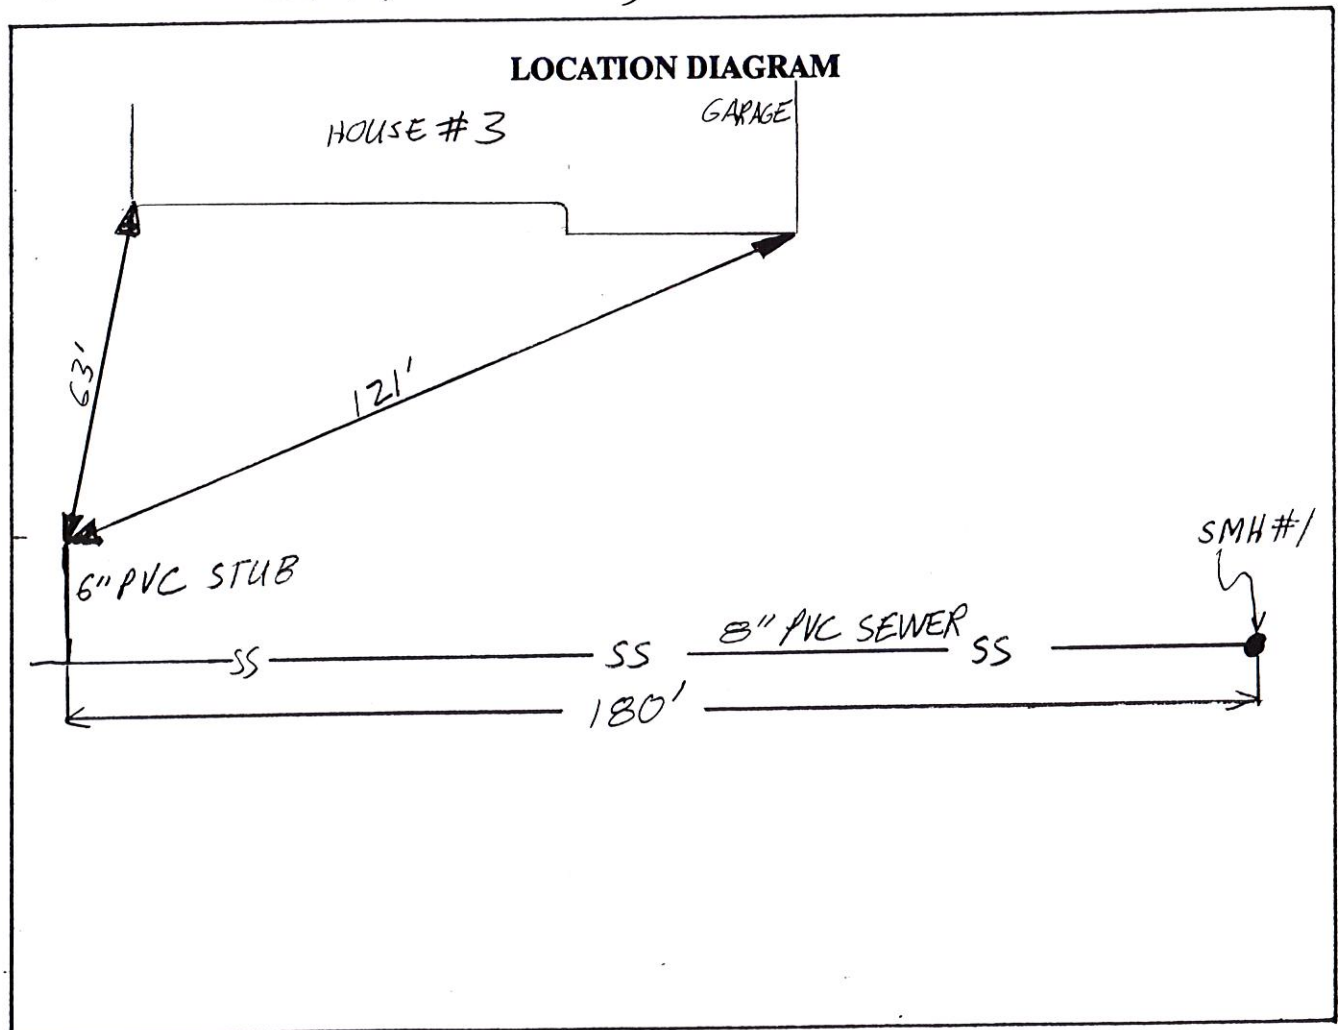 LOCATION DIAGRAM
HOUSE #3
GARAGE
63'
121'
SMH #1
6" PVC STUB
8" PVC SEWER
SS SS SS
180'